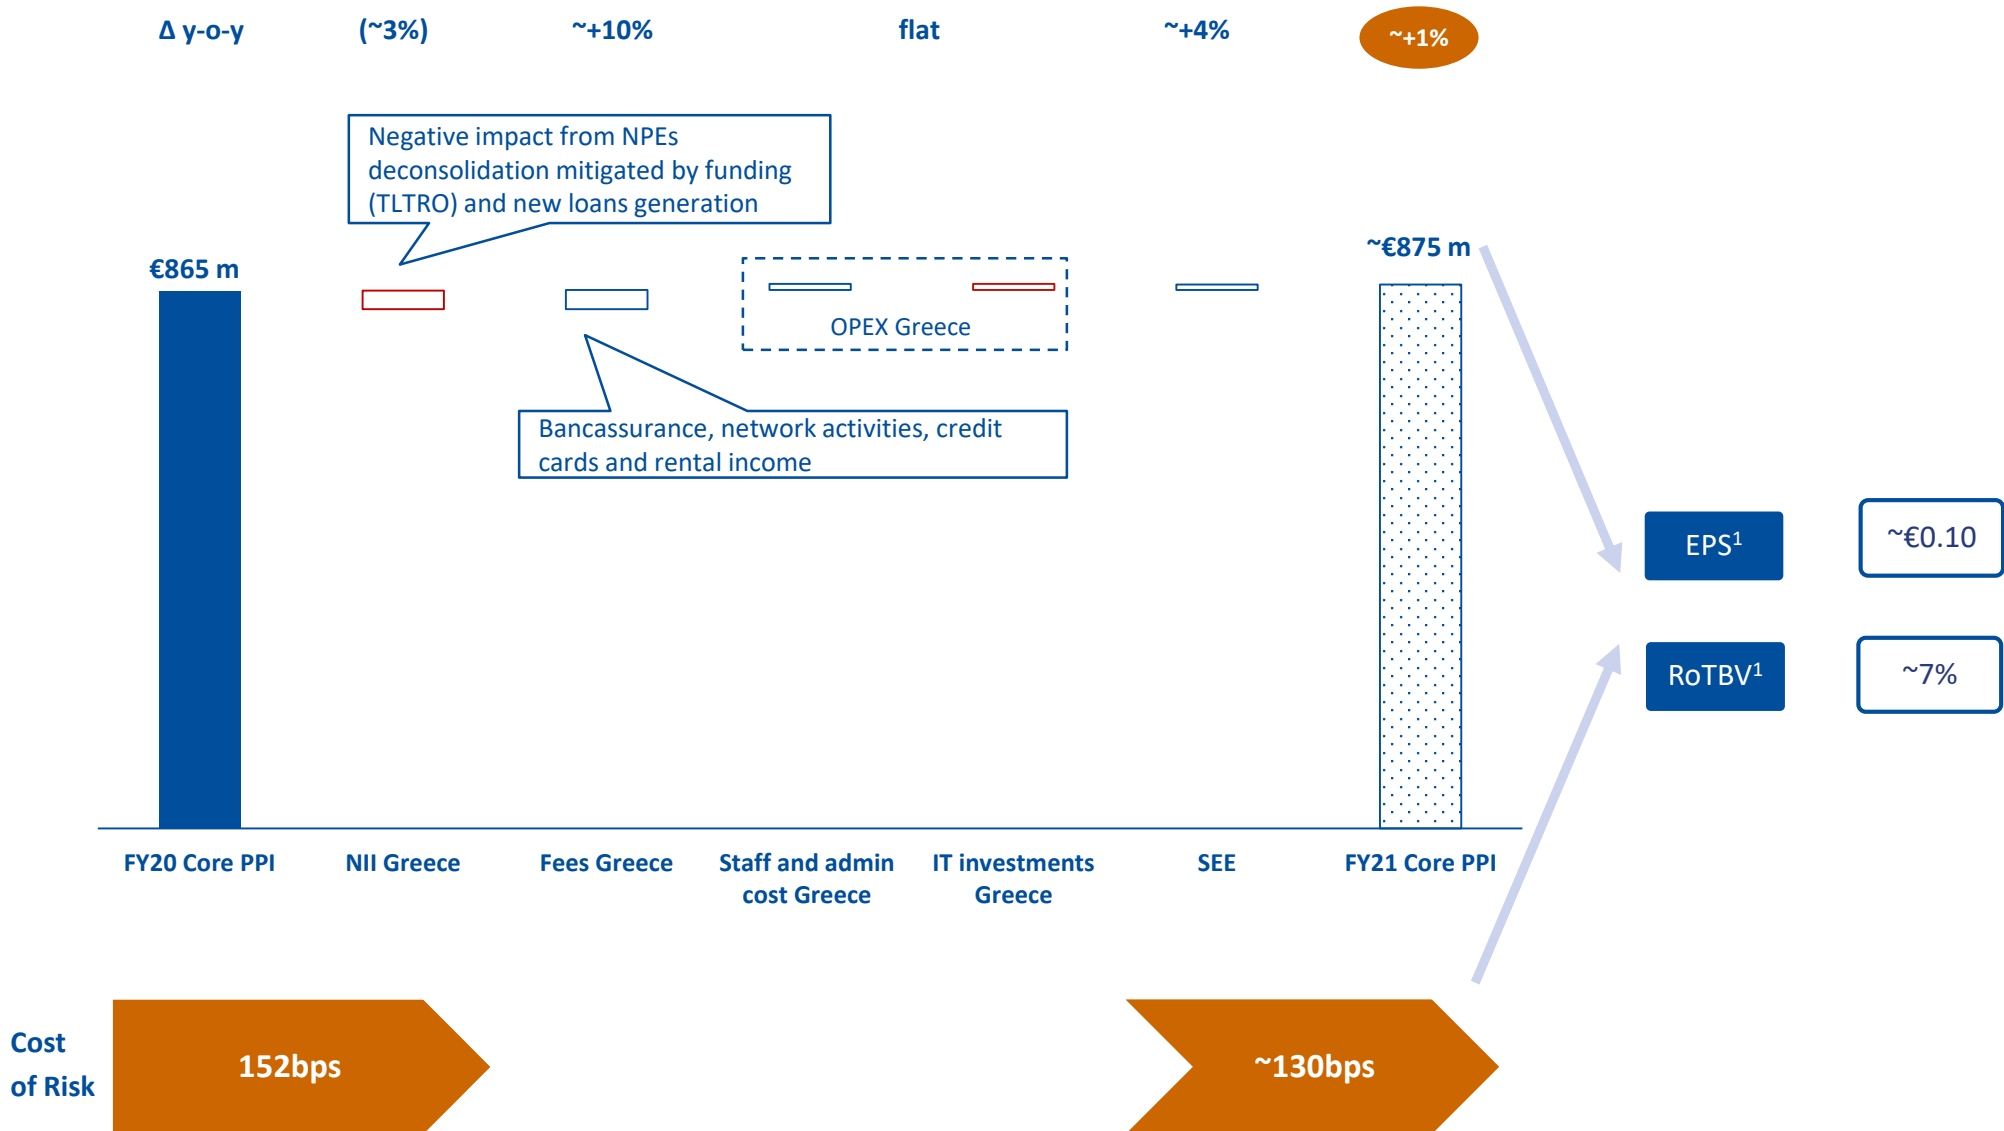 Δ y-o-y
(~3%)
~+10%
flat
~+4%
~+1%
Negative impact from NPEs
deconsolidation mitigated by funding
(TLTRO) and new loans generation
€865 m
~€875 m
OPEX Greece
Bancassurance, network activities, credit
cards and rental income
EPS¹
~€0.10
RoTBV¹
~7%
FY20 Core PPI
NII Greece
Fees Greece
Staff and admin
cost Greece
IT investments
Greece
SEE
FY21 Core PPI
Cost
of Risk
152bps
~130bps